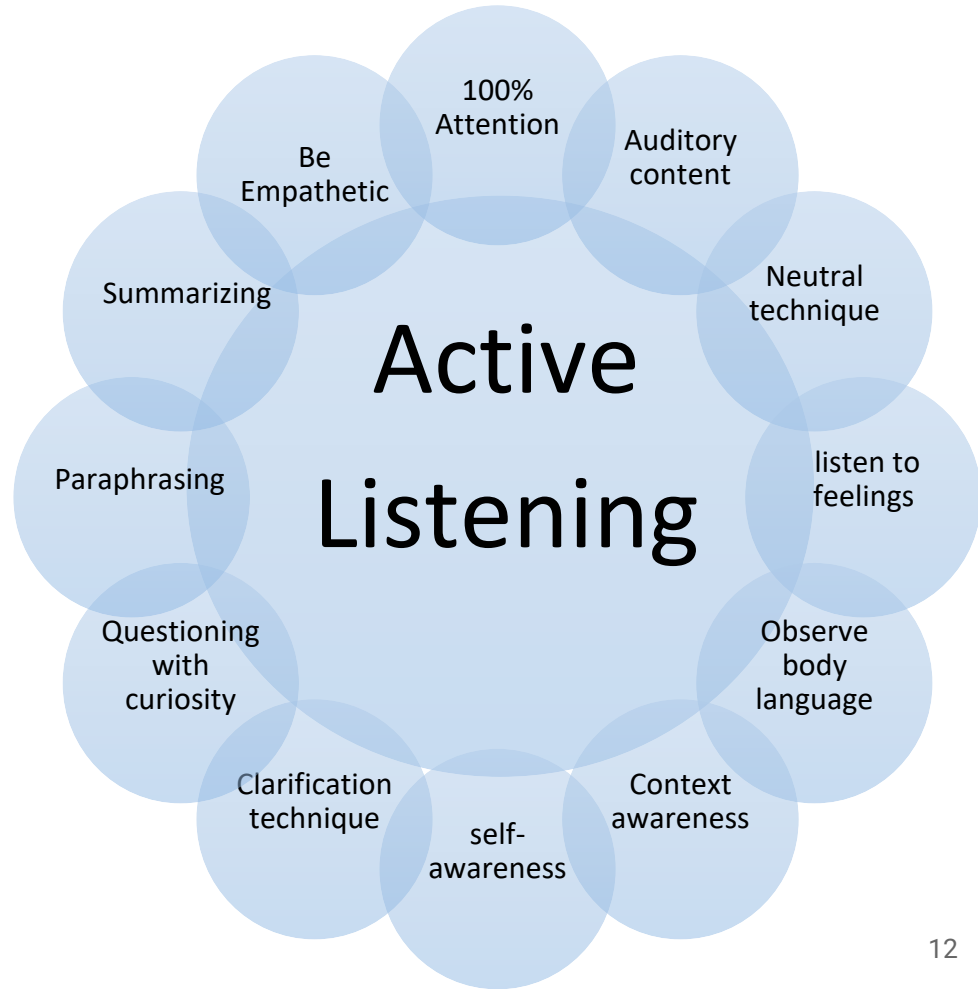 Active
Listening
100%
Attention
Auditory
content
Neutral
technique
listen to
feelings
Observe
body
language
Context
awareness
self-
awareness
Clarification
technique
Questioning
with
curiosity
Paraphrasing
Summarizing
Be
Empathetic
12